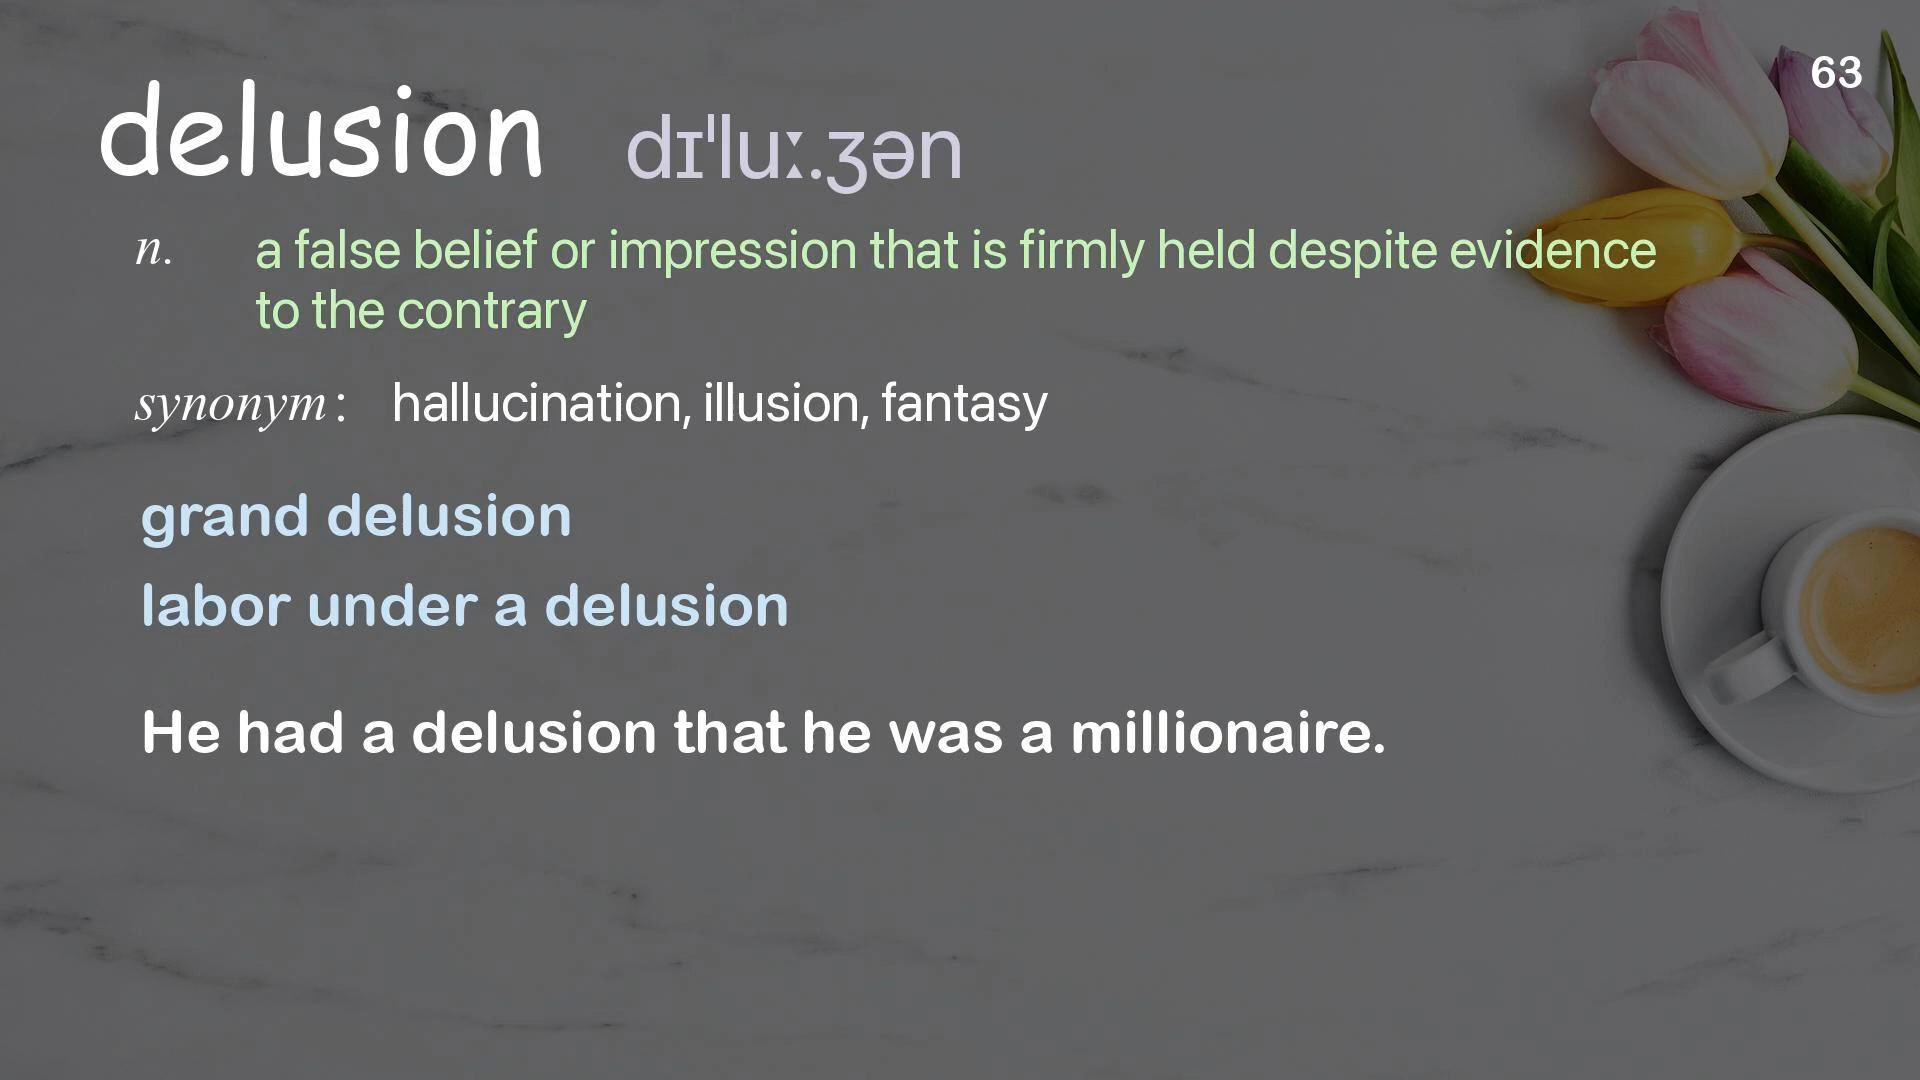 63
delusion dɪˈluː.ʒən
n. a false belief or impression that is firmly held despite evidence
to the contrary
synonym: hallucination, illusion, fantasy
grand delusion
labor under a delusion
He had a delusion that he was a millionaire.